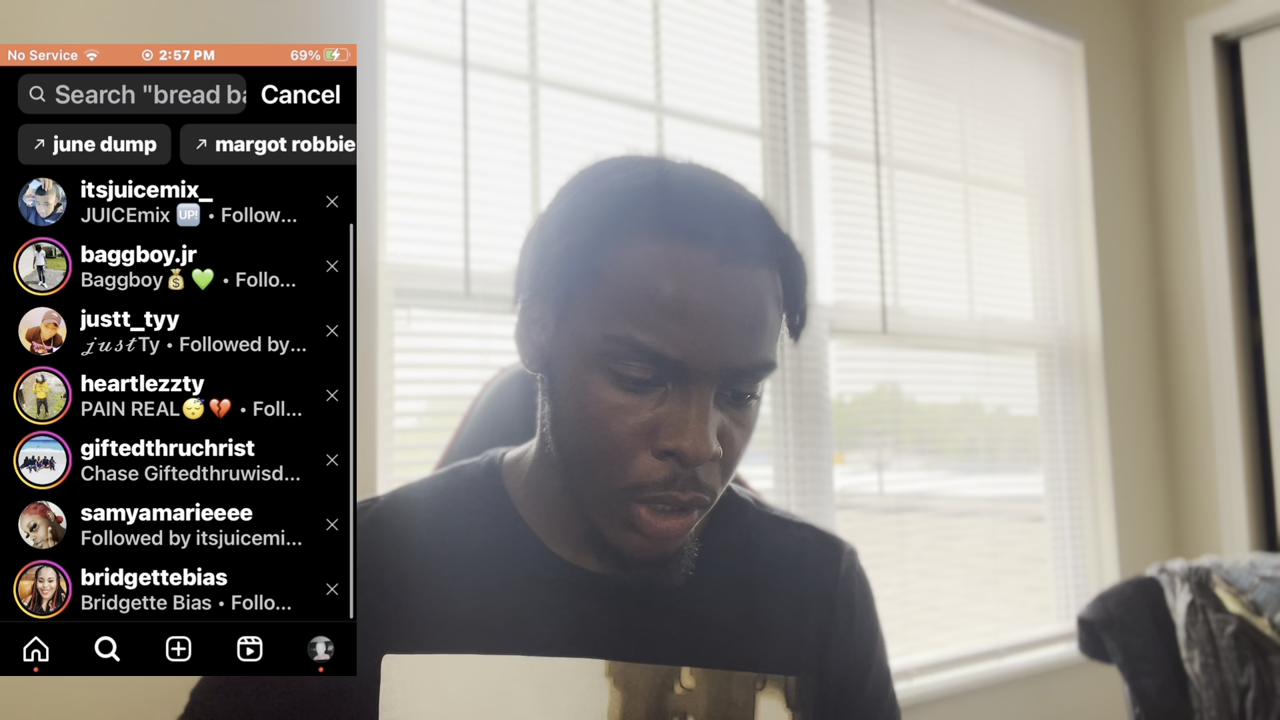 No Service 2:57 PM 69%
Search "bread ba Cancel
june dump margot robbie
itsjuicemix_
JUICEmix UP! • Follow...
baggboy.jr
Baggboy💰💚 • Follo...
justt_tyy
𝓳𝓾𝓼𝓽Ty • Followed by...
heartlezzty
PAIN REAL😴💔 • Foll...
giftedthruchrist
Chase Giftedthruwisd...
samyamarieeee
Followed by itsjuicemi...
bridgettebias
Bridgette Bias • Follo...